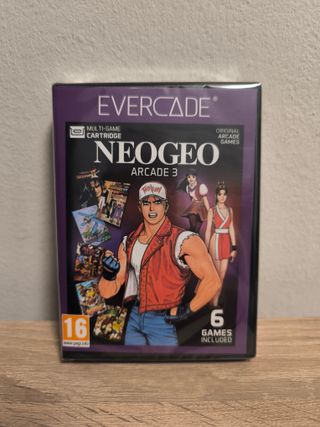 EVERCADE®
MULTI-GAME
CARTRIDGE
ORIGINAL
ARCADE
GAMES
NEOGEO
ARCADE 3
6
GAMES
INCLUDED
16
www.pegi.info